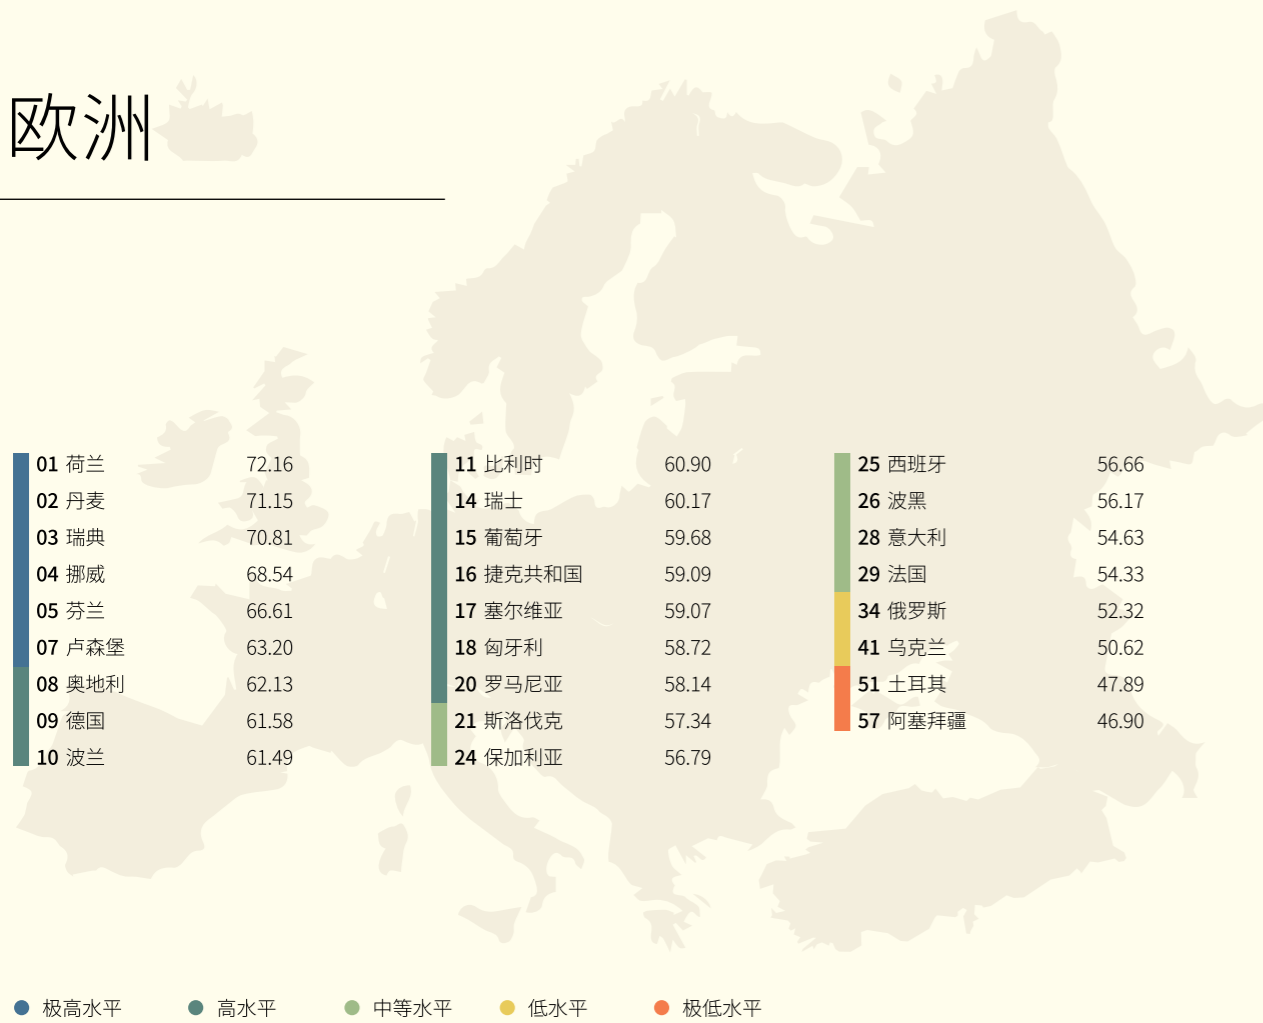 欧洲
01 荷兰 72.16
02 丹麦 71.15
03 瑞典 70.81
04 挪威 68.54
05 芬兰 66.61
07 卢森堡 63.20
08 奥地利 62.13
09 德国 61.58
10 波兰 61.49
11 比利时 60.90
14 瑞士 60.17
15 葡萄牙 59.68
16 捷克共和国 59.09
17 塞尔维亚 59.07
18 匈牙利 58.72
20 罗马尼亚 58.14
21 斯洛伐克 57.34
24 保加利亚 56.79
25 西班牙 56.66
26 波黑 56.17
28 意大利 54.63
29 法国 54.33
34 俄罗斯 52.32
41 乌克兰 50.62
51 土耳其 47.89
57 阿塞拜疆 46.90
极高水平 高水平 中等水平 低水平 极低水平